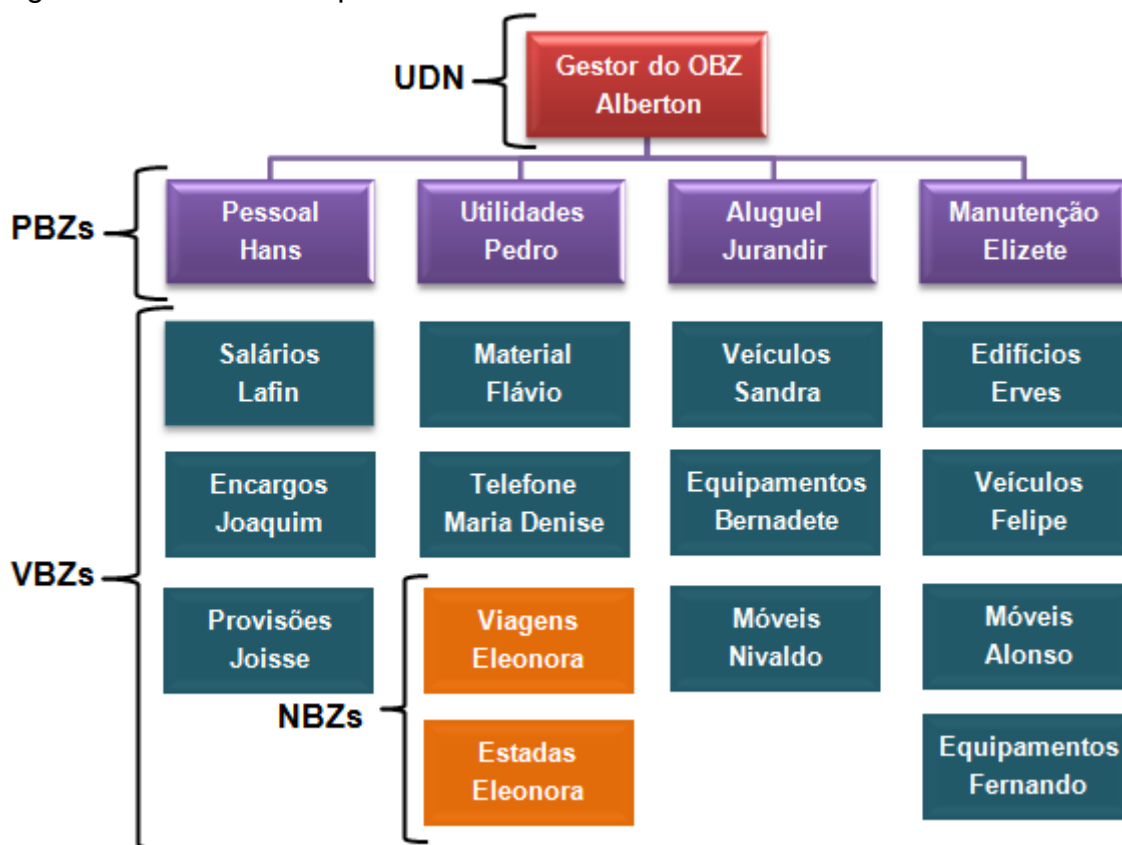 UDN
Gestor do OBZ
Alberton
PBZs
Pessoal
Hans
Utilidades
Pedro
Aluguel
Jurandir
Manutenção
Elizete
VBZs
Salários
Lafin
Material
Flávio
Veículos
Sandra
Edifícios
Erves
Encargos
Joaquim
Telefone
Maria Denise
Equipamentos
Bernadete
Veículos
Felipe
Provisões
Joisse
NBZs
Viagens
Eleonora
Móveis
Nivaldo
Móveis
Alonso
Estadas
Eleonora
Equipamentos
Fernando